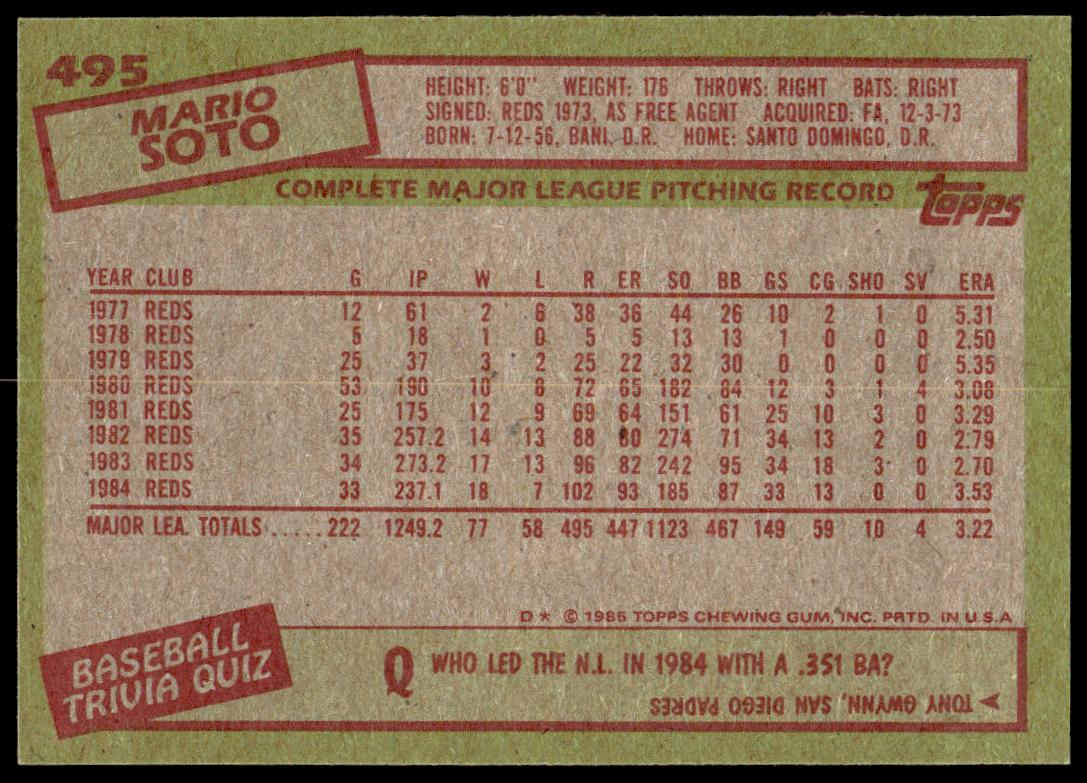 495
MARIO
SOTO
HEIGHT: 6'0" WEIGHT: 176 THROWS: RIGHT BATS: RIGHT
SIGNED: REDS 1973, AS FREE AGENT ACQUIRED: FA, 12-3-73
BORN: 7-12-56, BANI, D.R. HOME: SANTO DOMINGO, D.R.
COMPLETE MAJOR LEAGUE PITCHING RECORD
Topps
YEAR CLUB G IP W L R ER SO BB GS CG SHO SV ERA
1977 REDS 12 61 2 6 38 36 44 26 10 2 1 0 5.31
1978 REDS 5 18 1 0 5 5 13 13 1 0 0 0 2.50
1979 REDS 25 37 3 2 25 22 32 30 0 0 0 0 5.35
1980 REDS 53 190 10 8 72 65 182 84 12 3 1 4 3.08
1981 REDS 25 175 12 9 69 64 151 61 25 10 3 0 3.29
1982 REDS 35 257.2 14 13 88 80 274 71 34 13 2 0 2.79
1983 REDS 34 273.2 17 13 96 82 242 95 34 18 3 0 2.70
1984 REDS 33 237.1 18 7 102 93 185 87 33 13 0 0 3.53
MAJOR LEA. TOTALS.....222 1249.2 77 58 495 447 1123 467 149 59 10 4 3.22
D* © 1985 TOPPS CHEWING GUM, INC. PRTD. IN U.S.A
BASEBALL
TRIVIA QUIZ
Q WHO LED THE N.L. IN 1984 WITH A .351 BA?
TONY GWYNN, SAN DIEGO PADRES